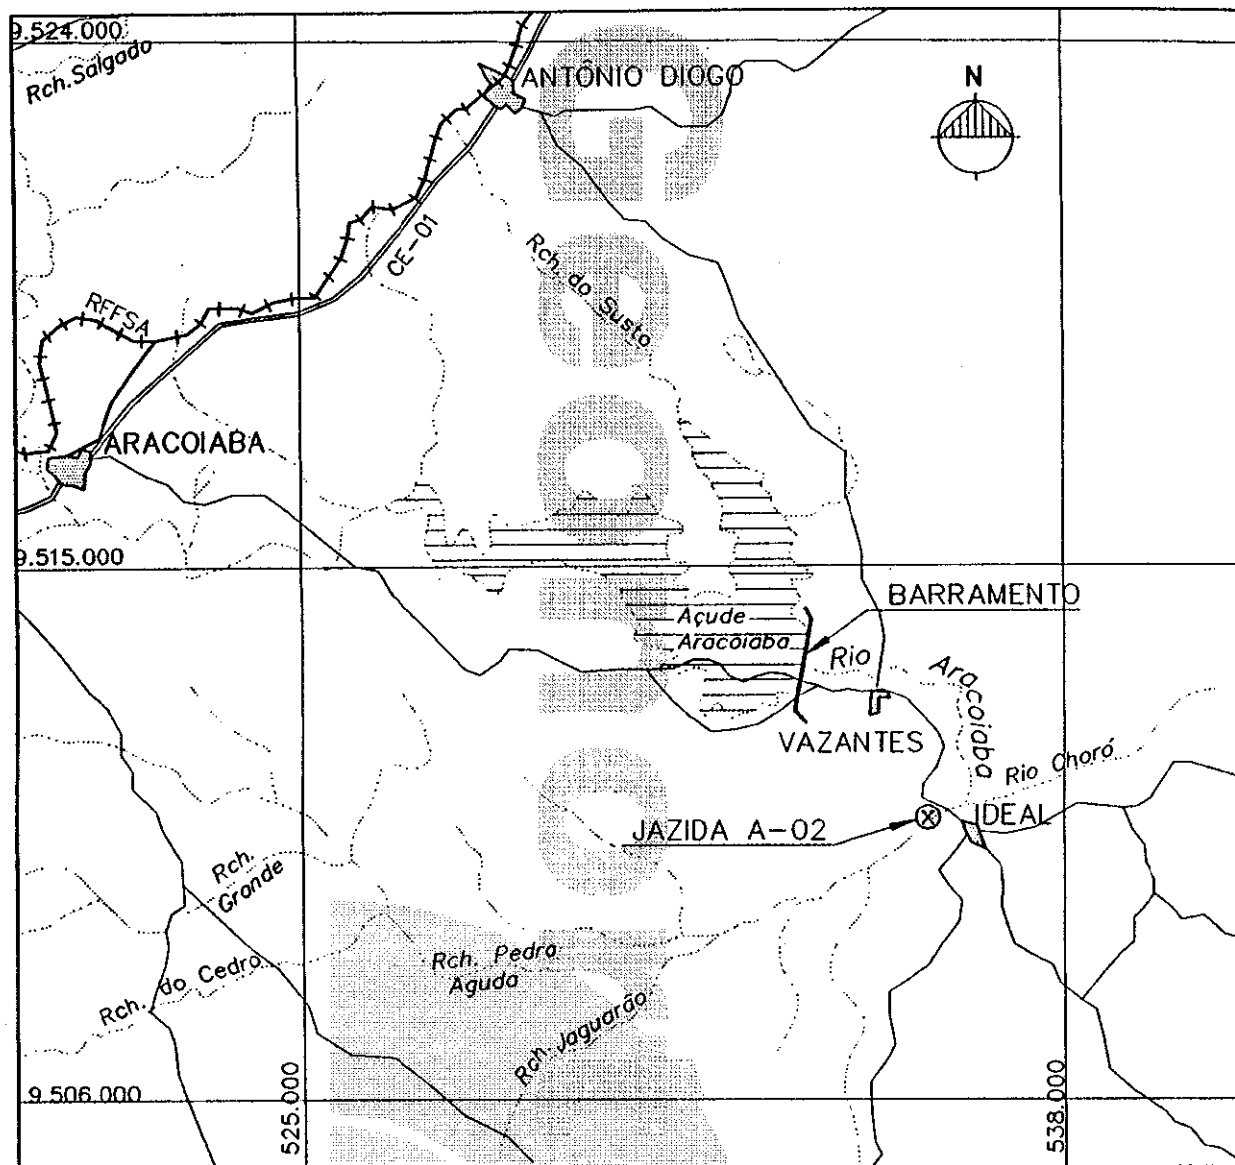 9.524.000
Rch. Salgado
ANTÔNIO DIOGO
N
CE-01
Rch. do Susto
RFFSA
ARACOIABA
9.515.000
BARRAMENTO
Açude
Aracoiaba
Rio
Aracoiaba
VAZANTES
Rio Choró
IDEAL
JAZIDA A-02
Rch.
Grande
Rch. Pedra
Aguda
Rch. do Cedro
Rch. Jaguarão
9.506.000
525.000
538.000